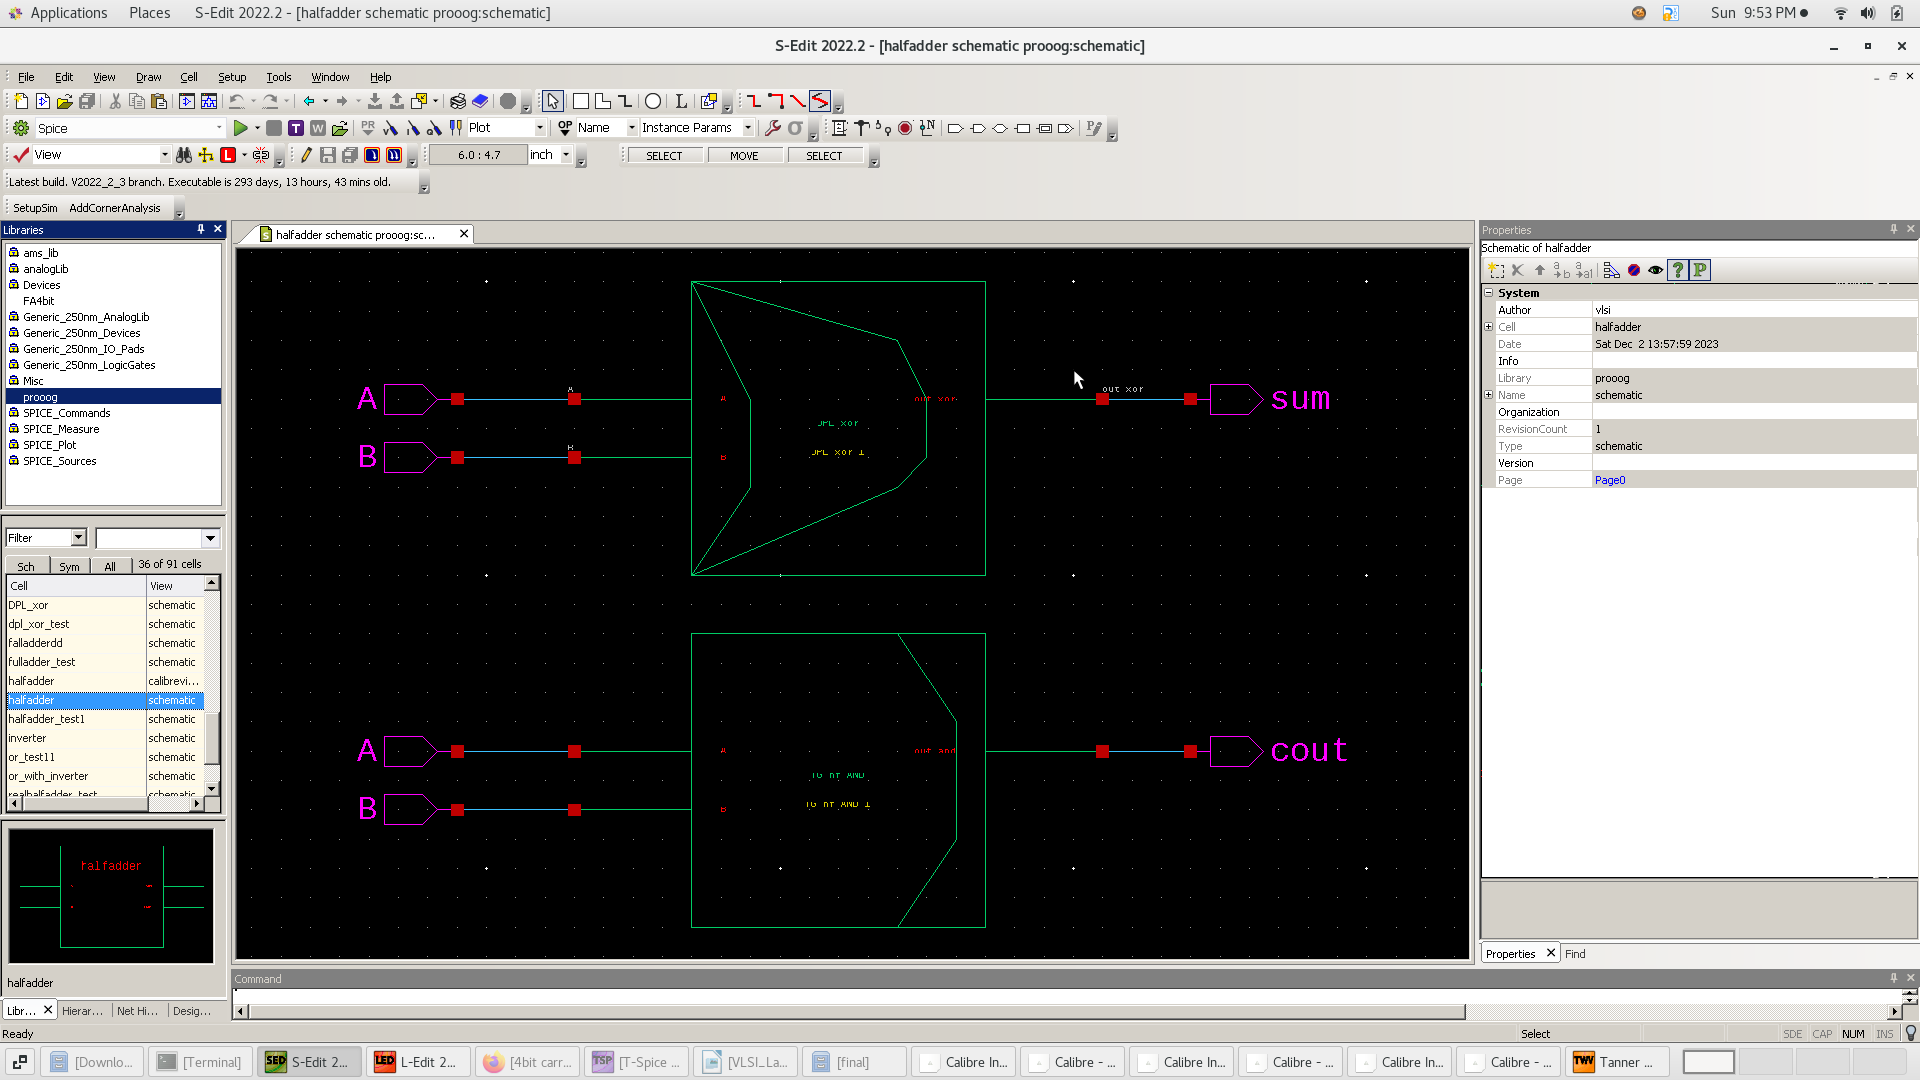 Applications Places S-Edit 2022.2 - [halfadder schematic prooog:schematic] Sun 9:53 PM
S-Edit 2022.2 - [halfadder schematic prooog:schematic]
File Edit View Draw Cell Setup Tools Window Help
Spice Plot OP Name Instance Params
View 6.0 : 4.7 inch SELECT MOVE SELECT
Latest build. V2022_2_3 branch. Executable is 293 days, 13 hours, 43 mins old.
SetupSim AddCornerAnalysis
Libraries
ams_lib
analogLib
Devices
FA4bit
Generic_250nm_AnalogLib
Generic_250nm_Devices
Generic_250nm_IO_Pads
Generic_250nm_LogicGates
Misc
prooog
SPICE_Commands
SPICE_Measure
SPICE_Plot
SPICE_Sources
Filter
Sch Sym All 36 of 91 cells
Cell View
DPL_xor schematic
dpl_xor_test schematic
falladderdd schematic
fulladder_test schematic
halfadder calibrevi...
halfadder schematic
halfadder_test1 schematic
inverter schematic
or_test11 schematic
or_with_inverter schematic
realhalfadder_test schematic
halfadder
halfadder
Libr... Hierar... Net Hi... Desig...
halfadder schematic prooog:sc...
A A A out_xor out_xor sum
DPL_xor
B B B DPL_xor_1
A A out_and cout
TG_HF_AND
B B TG_HF_AND_1
Properties
Schematic of halfadder
System
Author vlsi
Cell halfadder
Date Sat Dec 2 13:57:59 2023
Info
Library prooog
Name schematic
Organization
RevisionCount 1
Type schematic
Version
Page Page0
Properties Find
Command
Ready Select SDE CAP NUM INS
[Downlo... [Terminal] S-Edit 2... L-Edit 2... [4bit carr... [T-Spice ... [VLSI_La... [final] Calibre In... Calibre - ... Calibre In... Calibre - ... Calibre In... Calibre - ... Tanner ...